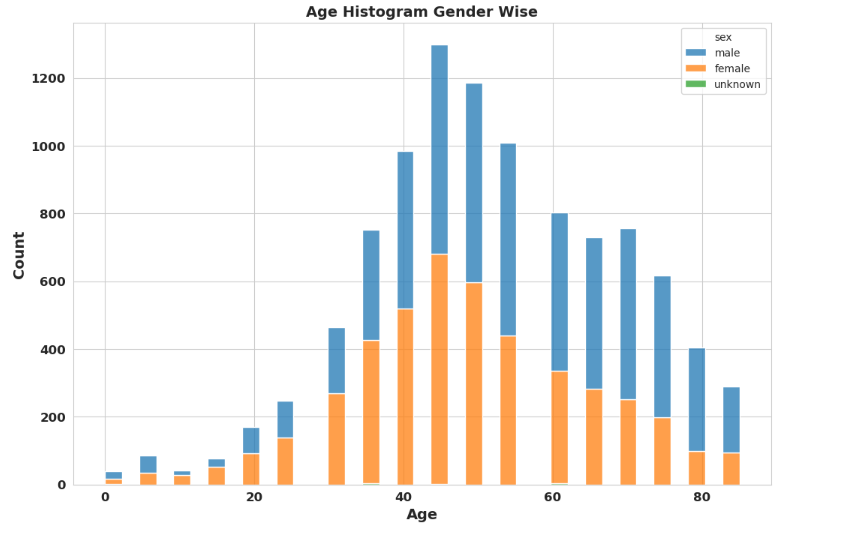 Age Histogram Gender Wise
sex
male
female
unknown
1200
1000
800
600
400
200
0
Count
0 20 40 60 80
Age